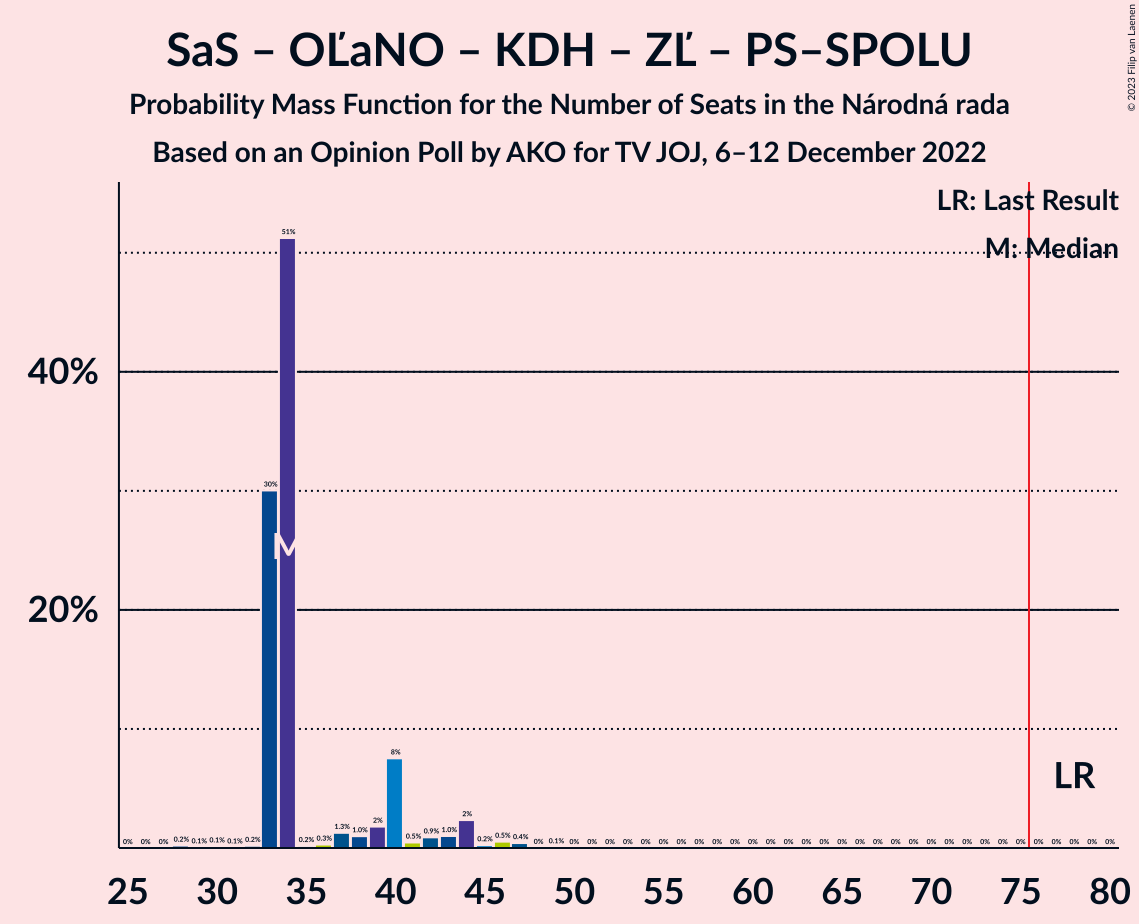 SaS – OĽaNO – KDH – ZĽ – PS–SPOLU
Probability Mass Function for the Number of Seats in the Národná rada
Based on an Opinion Poll by AKO for TV JOJ, 6–12 December 2022
© 2023 Filip van Laenen
LR: Last Result
M: Median
40%
20%
51%
30%
M
8%
LR
0% 0% 0% 0.2% 0.1% 0.1% 0.1% 0.2% 0.2% 0.3% 1.3% 1.0% 2% 0.5% 0.9% 1.0% 2% 0.2% 0.5% 0.4% 0% 0.1% 0% 0% 0% 0% 0% 0% 0% 0% 0% 0% 0% 0% 0% 0% 0% 0% 0% 0% 0% 0% 0% 0% 0% 0% 0% 0% 0% 0% 0% 0% 0%
25 30 35 40 45 50 55 60 65 70 75 80